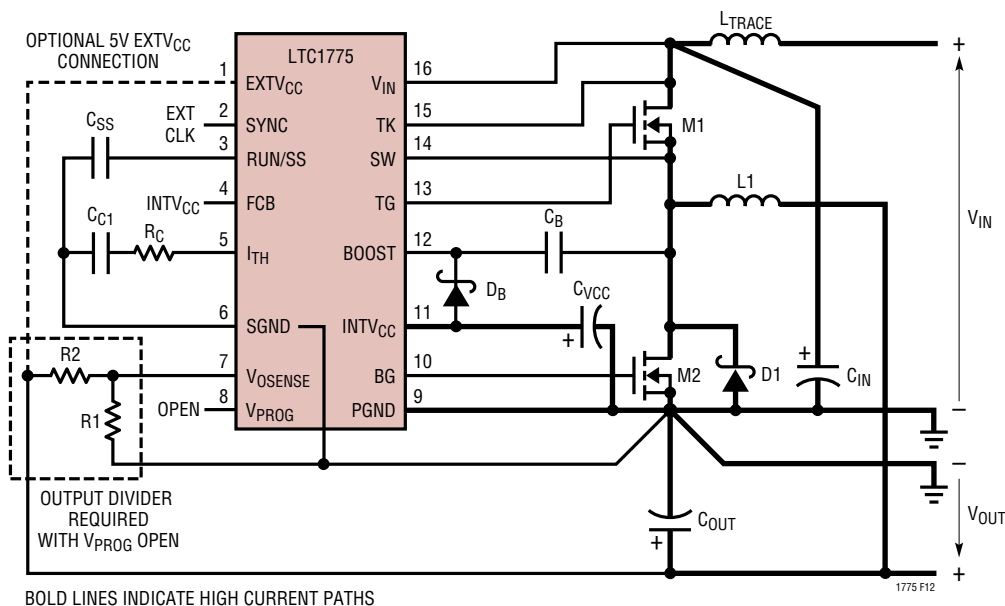 OPTIONAL 5V EXTVCC
CONNECTION
LTC1775
LTRACE
+
1
EXTVCC
VIN
16
2
EXT
CLK
SYNC
TK
15
M1
CSS
3
RUN/SS
SW
14
4
INTVCC
FCB
TG
13
L1
VIN
CC1
RC
5
ITH
BOOST
12
CB
DB
CVCC
6
SGND
INTVCC
11
+
+
R2
7
VOSENSE
BG
10
M2
D1
CIN
R1
OPEN
8
VPROG
PGND
9
−
−
OUTPUT DIVIDER
REQUIRED
WITH VPROG OPEN
COUT
+
VOUT
+
1775 F12
BOLD LINES INDICATE HIGH CURRENT PATHS